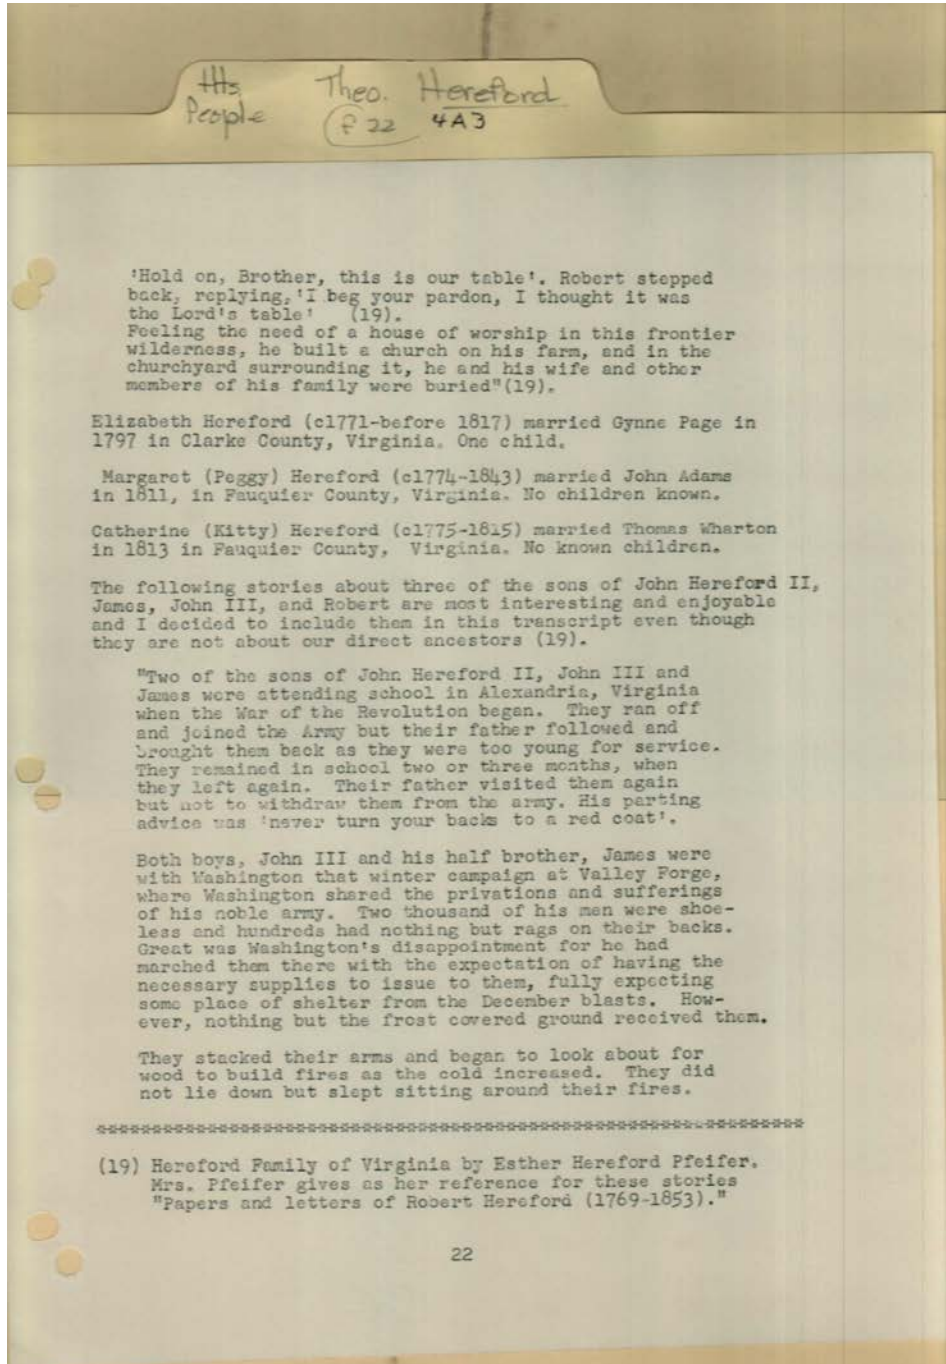 His Theo. Hereford
People p 22 4A3
'Hold on, Brother, this is our table'. Robert stepped
back, replying, 'I beg your pardon, I thought it was
the Lord's table' (19).
Feeling the need of a house of worship in this frontier
wilderness, he built a church on his farm, and in the
churchyard surrounding it, he and his wife and other
members of his family were buried"(19).
Elizabeth Hereford (c1771-before 1817) married Gynne Page in
1797 in Clarke County, Virginia. One child.
Margaret (Peggy) Hereford (c1774-1843) married John Adams
in 1811, in Fauquier County, Virginia. No children known.
Catherine (Kitty) Hereford (c1775-1815) married Thomas Wharton
in 1813 in Fauquier County, Virginia. No known children.
The following stories about three of the sons of John Hereford II,
James, John III, and Robert are most interesting and enjoyable
and I decided to include them in this transcript even though
they are not about our direct ancestors (19).
"Two of the sons of John Hereford II, John III and
James were attending school in Alexandria, Virginia
when the War of the Revolution began. They ran off
and joined the Army but their father followed and
brought them back as they were too young for service.
They remained in school two or three months, when
they left again. Their father visited them again
but not to withdraw them from the army. His parting
advice was 'never turn your backs to a red coat'.
Both boys, John III and his half brother, James were
with Washington that winter campaign at Valley Forge,
where Washington shared the privations and sufferings
of his noble army. Two thousand of his men were shoe-
less and hundreds had nothing but rags on their backs.
Great was Washington's disappointment for he had
marched them there with the expectation of having the
necessary supplies to issue to them, fully expecting
some place of shelter from the December blasts. How-
ever, nothing but the frost covered ground received them.
They stacked their arms and began to look about for
wood to build fires as the cold increased. They did
not lie down but slept sitting around their fires.
****************************************************************
(19) Hereford Family of Virginia by Esther Hereford Pfeifer.
Mrs. Pfeifer gives as her reference for these stories
"Papers and letters of Robert Hereford (1769-1853)."
22